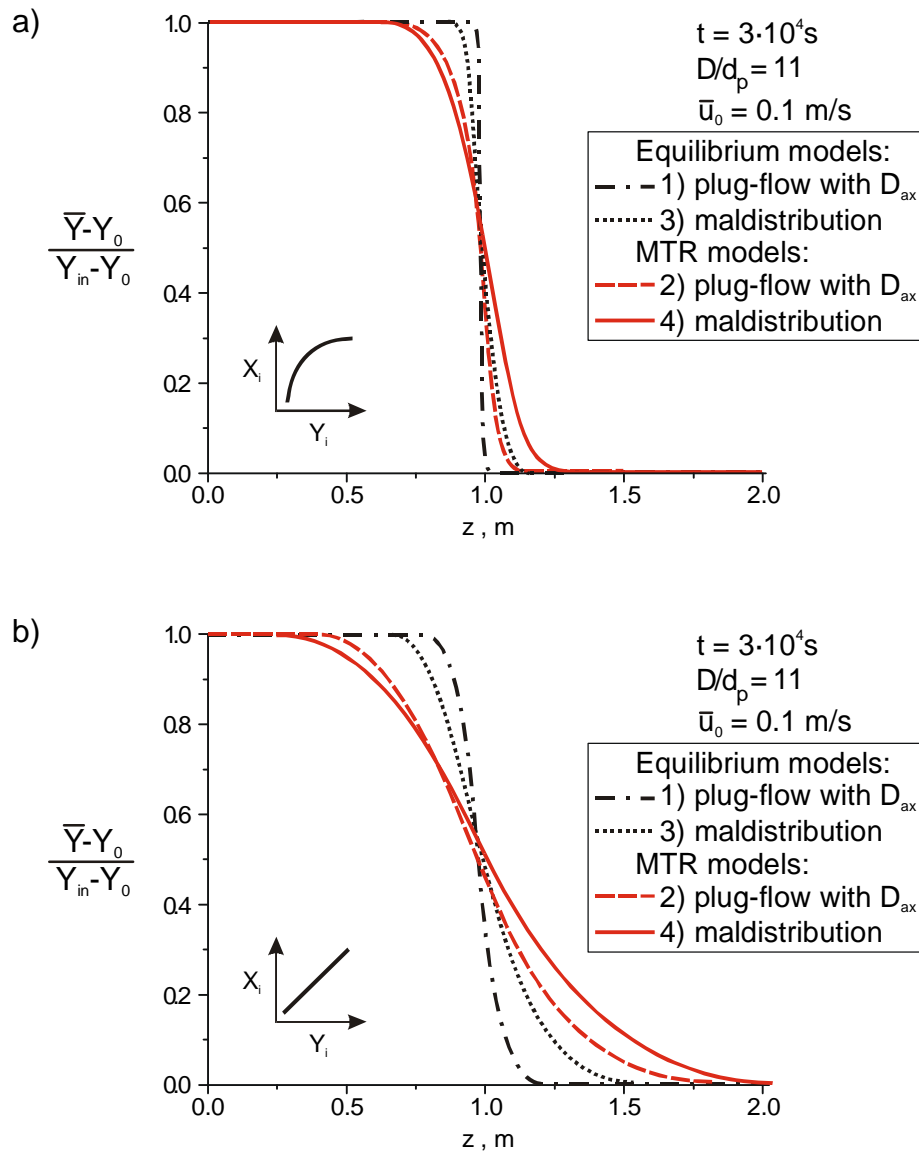 a)
t = 3·10⁴s
D/dₚ = 11
ū₀ = 0.1 m/s
Equilibrium models:
1) plug-flow with Dₐₓ
3) maldistribution
MTR models:
2) plug-flow with Dₐₓ
4) maldistribution
1.0
0.8
0.6
0.4
0.2
0.0
Y̅-Y₀
Yᵢₙ-Y₀
Xᵢ
Yᵢ
0.0 0.5 1.0 1.5 2.0
z , m
b)
t = 3·10⁴s
D/dₚ = 11
ū₀ = 0.1 m/s
Equilibrium models:
1) plug-flow with Dₐₓ
3) maldistribution
MTR models:
2) plug-flow with Dₐₓ
4) maldistribution
1.0
0.8
0.6
0.4
0.2
0.0
Y̅-Y₀
Yᵢₙ-Y₀
Xᵢ
Yᵢ
0.0 0.5 1.0 1.5 2.0
z , m